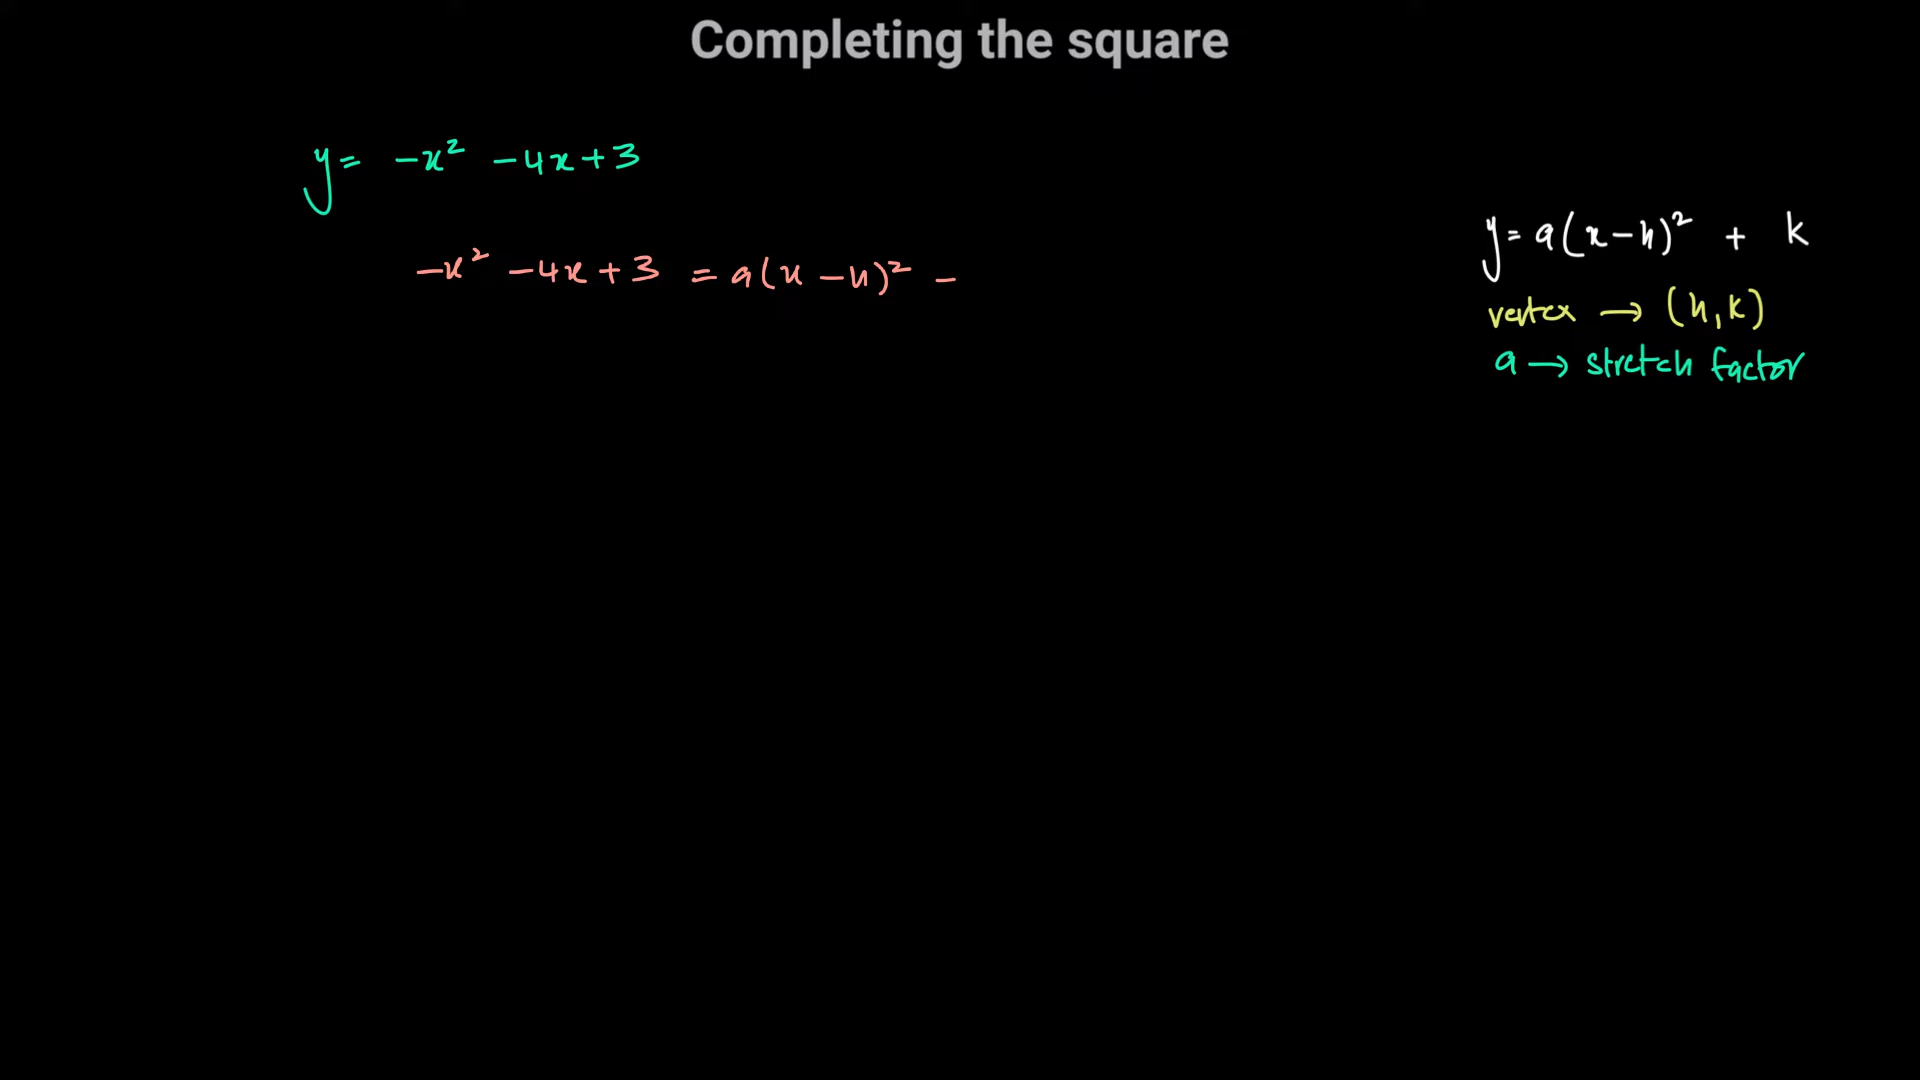 Completing the square
y = -x² - 4x + 3
-x² - 4x + 3 = a(x - h)² -
y = a(x - h)² + k
vertex → (h, k)
a → stretch factor